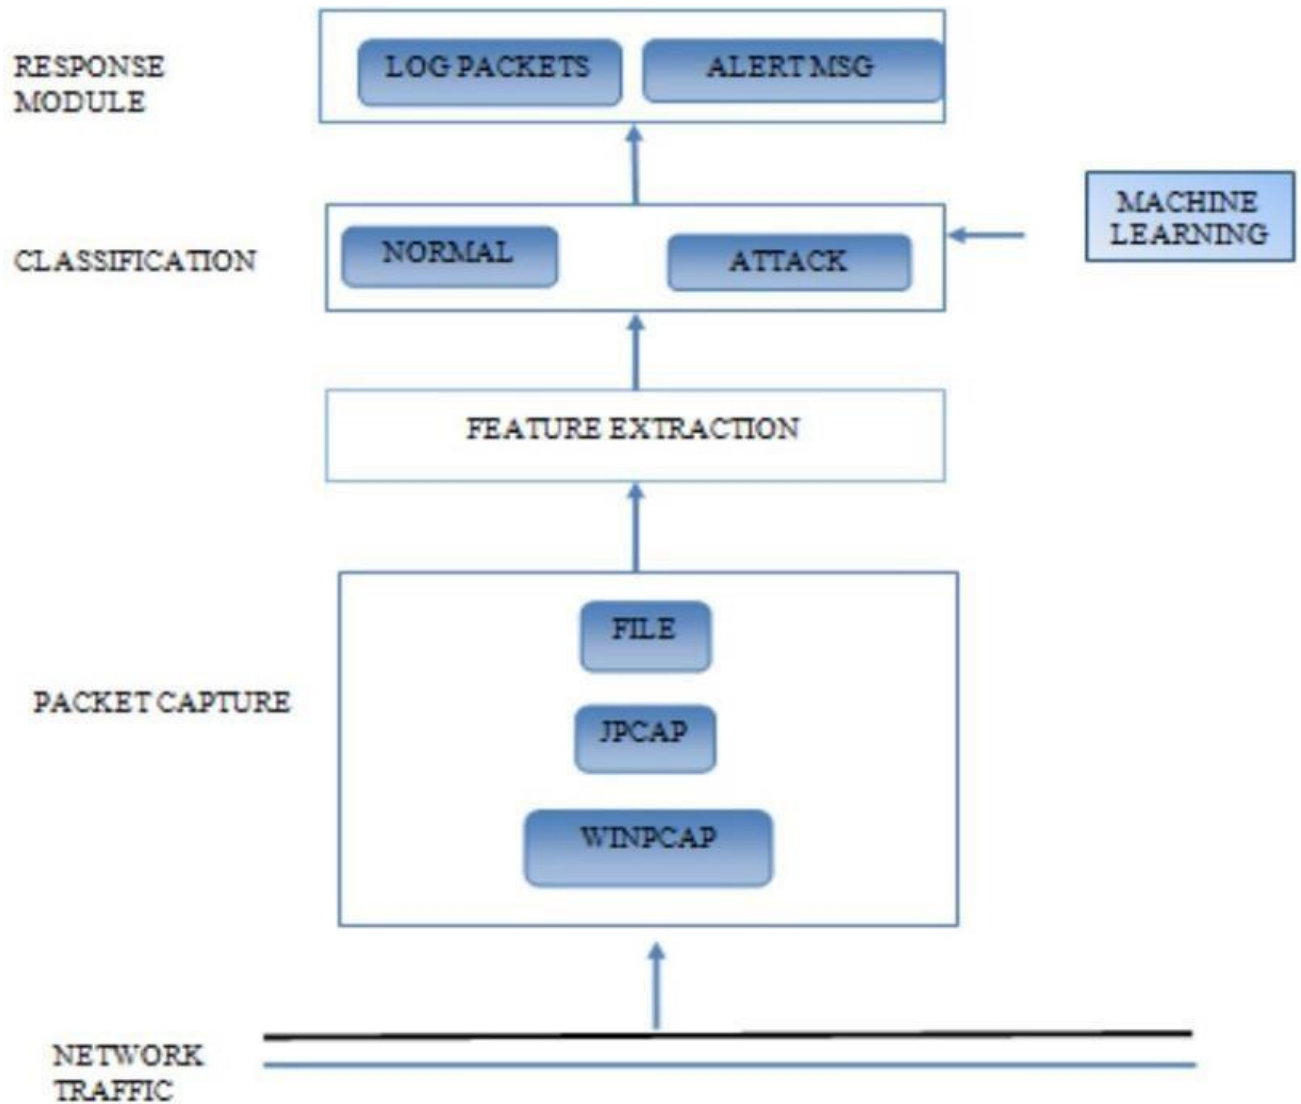 RESPONSE
MODULE
LOG PACKETS
ALERT MSG
MACHINE
LEARNING
CLASSIFICATION
NORMAL
ATTACK
FEATURE EXTRACTION
PACKET CAPTURE
FILE
JPCAP
WINPCAP
NETWORK
TRAFFIC